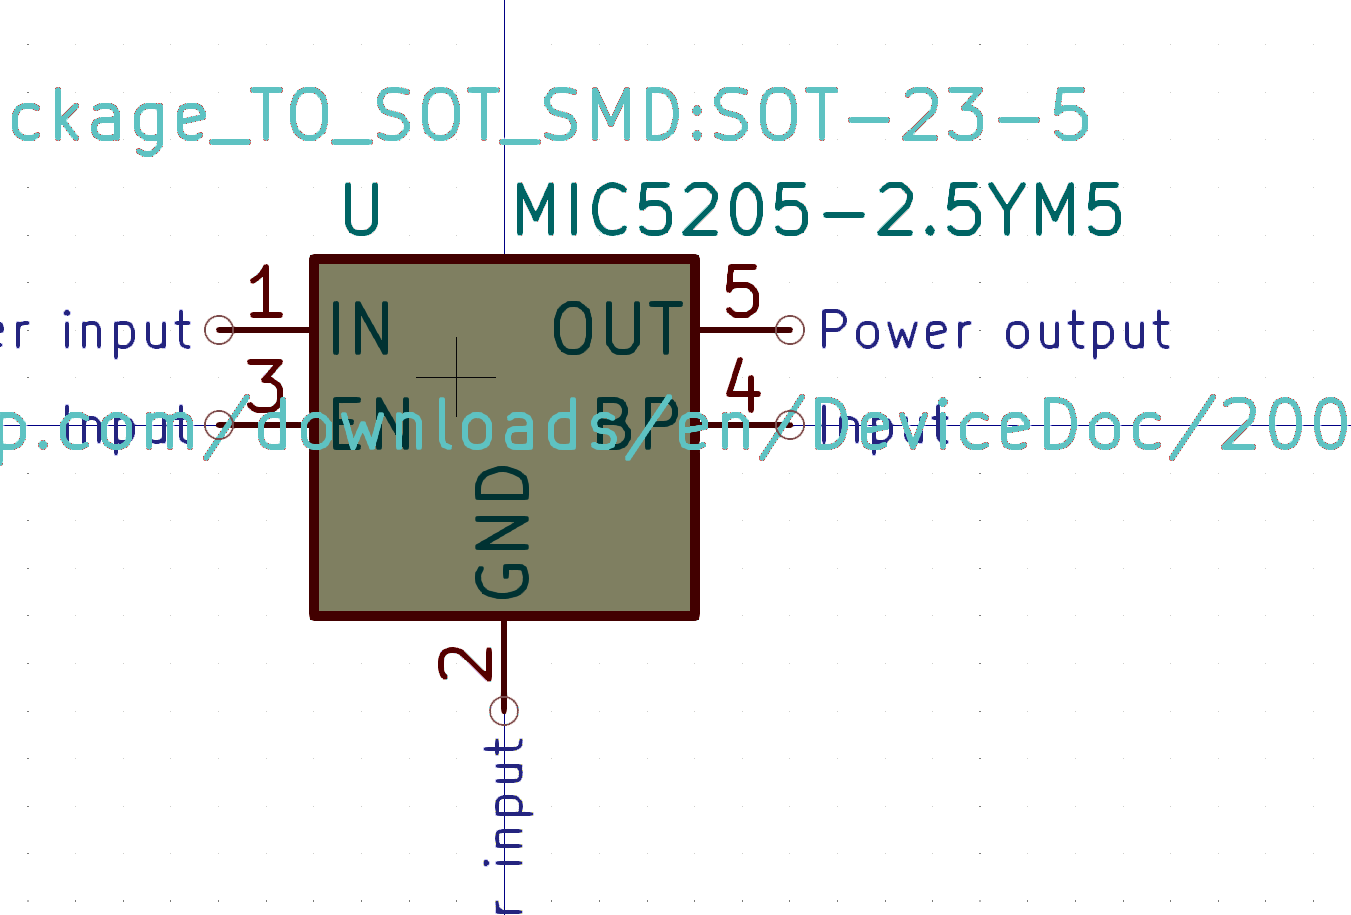 ckage_TO_SOT_SMD:SOT-23-5
U MIC5205-2.5YM5
1 5
er input IN OUT Power output
3 4
Input EN BP Input
p.com/downloads/en/DeviceDoc/200
GND
2
r input